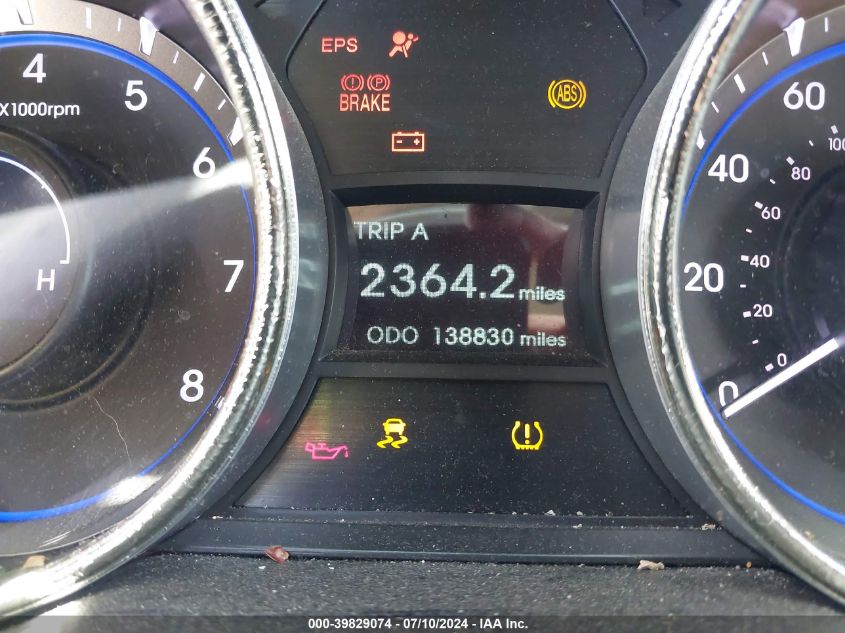 EPS
BRAKE
ABS
4
5
6
7
8
X1000rpm
H
TRIP A
2364.2 miles
ODO 138830 miles
60
40
20
0
100
80
60
40
20
0
000-39829074 - 07/10/2024 - IAA Inc.